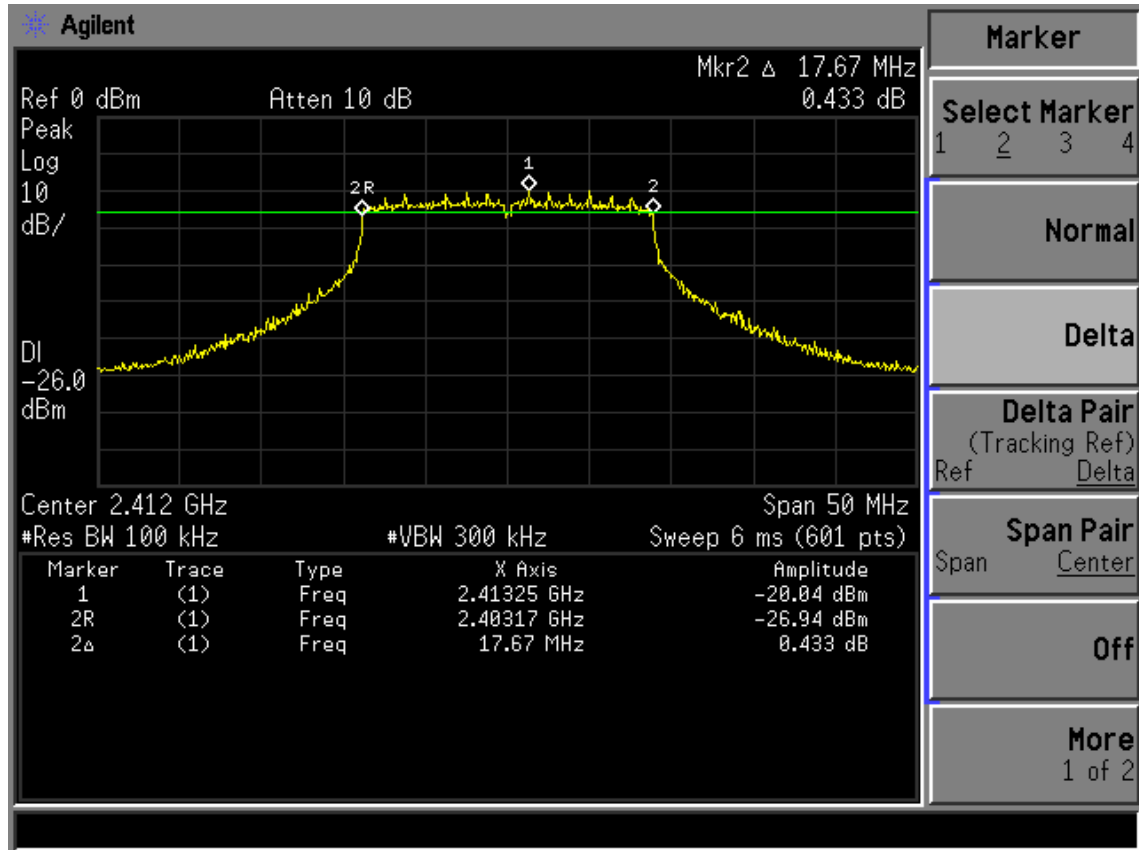 Agilent
Mkr2 Δ 17.67 MHz
Ref 0 dBm Atten 10 dB 0.433 dB
Peak
Log
10
dB/
1
2R
2
DI
-26.0
dBm
Center 2.412 GHz Span 50 MHz
#Res BW 100 kHz #VBW 300 kHz Sweep 6 ms (601 pts)
Marker Trace Type X Axis Amplitude
1 (1) Freq 2.41325 GHz -20.04 dBm
2R (1) Freq 2.40317 GHz -26.94 dBm
2Δ (1) Freq 17.67 MHz 0.433 dB
Marker
Select Marker
1 2 3 4
Normal
Delta
Delta Pair
(Tracking Ref)
Ref Delta
Span Pair
Span Center
Off
More
1 of 2